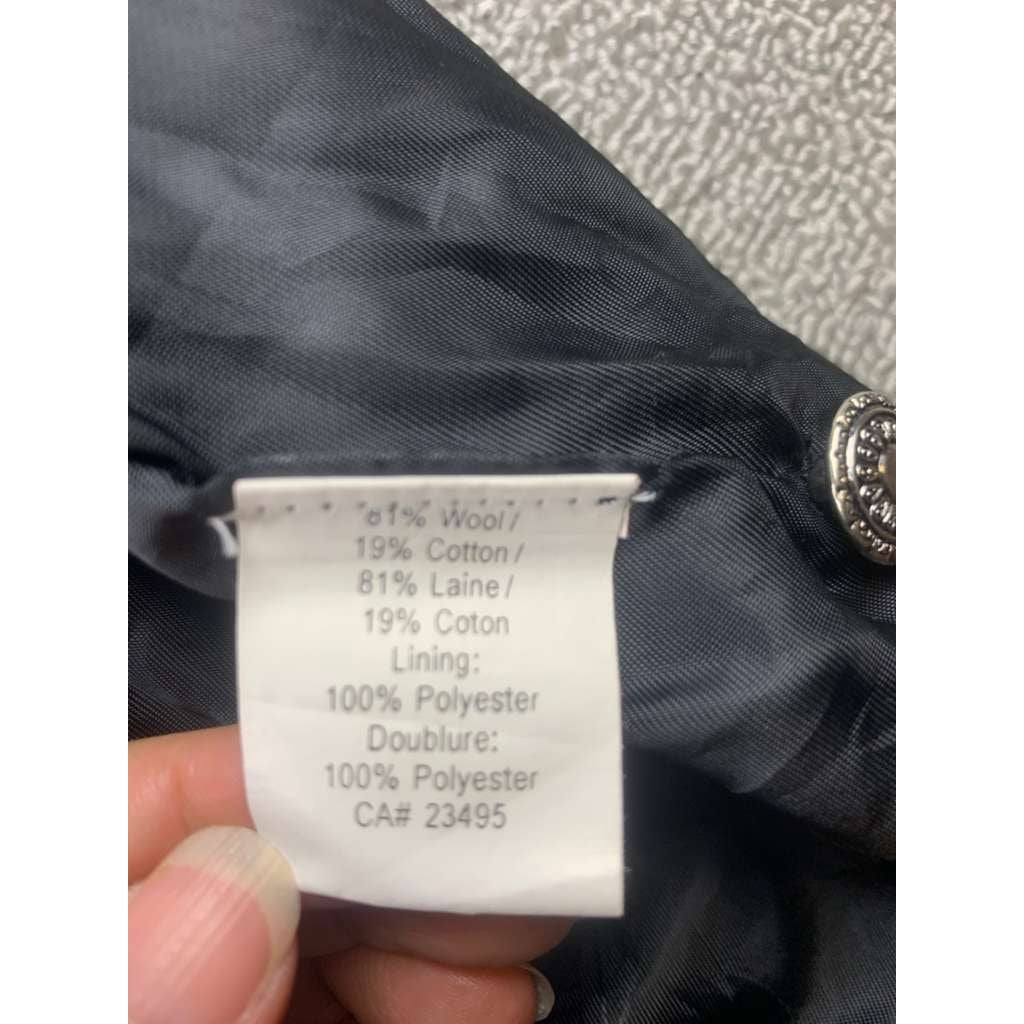 81% Wool/
19% Cotton/
81% Laine/
19% Coton
Lining:
100% Polyester
Doublure:
100% Polyester
CA# 23495